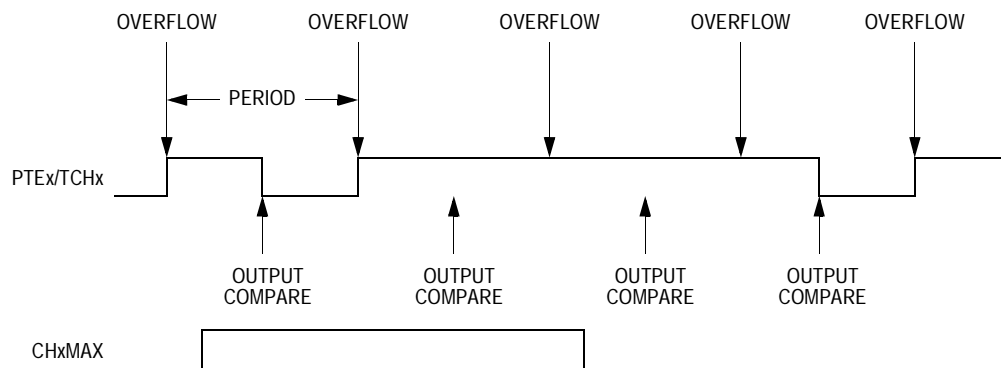 OVERFLOW OVERFLOW OVERFLOW OVERFLOW OVERFLOW
PERIOD
PTEx/TCHx
OUTPUT OUTPUT OUTPUT OUTPUT
COMPARE COMPARE COMPARE COMPARE
CHxMAX